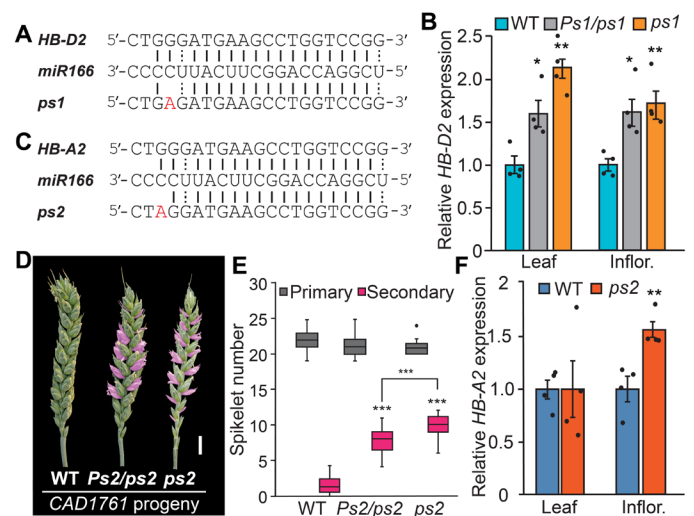 A
HB-D2 5′-CTGGGATGAAGCCTGGTCCGG-3′
miR166 3′-CCCCUUACUUCGGACCAGGCU-5′
ps1 5′-CTGAGATGAAGCCTGGTCCGG-3′
C
HB-A2 5′-CTGGGATGAAGCCTGGTCCGG-3′
miR166 3′-CCCCUUACUUCGGACCAGGCU-5′
ps2 5′-CTAGGATGAAGCCTGGTCCGG-3′
B
WT Ps1/ps1 ps1
Relative HB-D2 expression
2.5
2.0
1.5
1.0
0.5
0
* ** * **
Leaf Inflor.
D
WT Ps2/ps2 ps2
CAD1761 progeny
E
Primary Secondary
Spikelet number
30
25
20
15
10
5
0
***
*** ***
WT Ps2/ps2 ps2
F
WT ps2
Relative HB-A2 expression
2
1.5
1.0
0.5
0
**
Leaf Inflor.